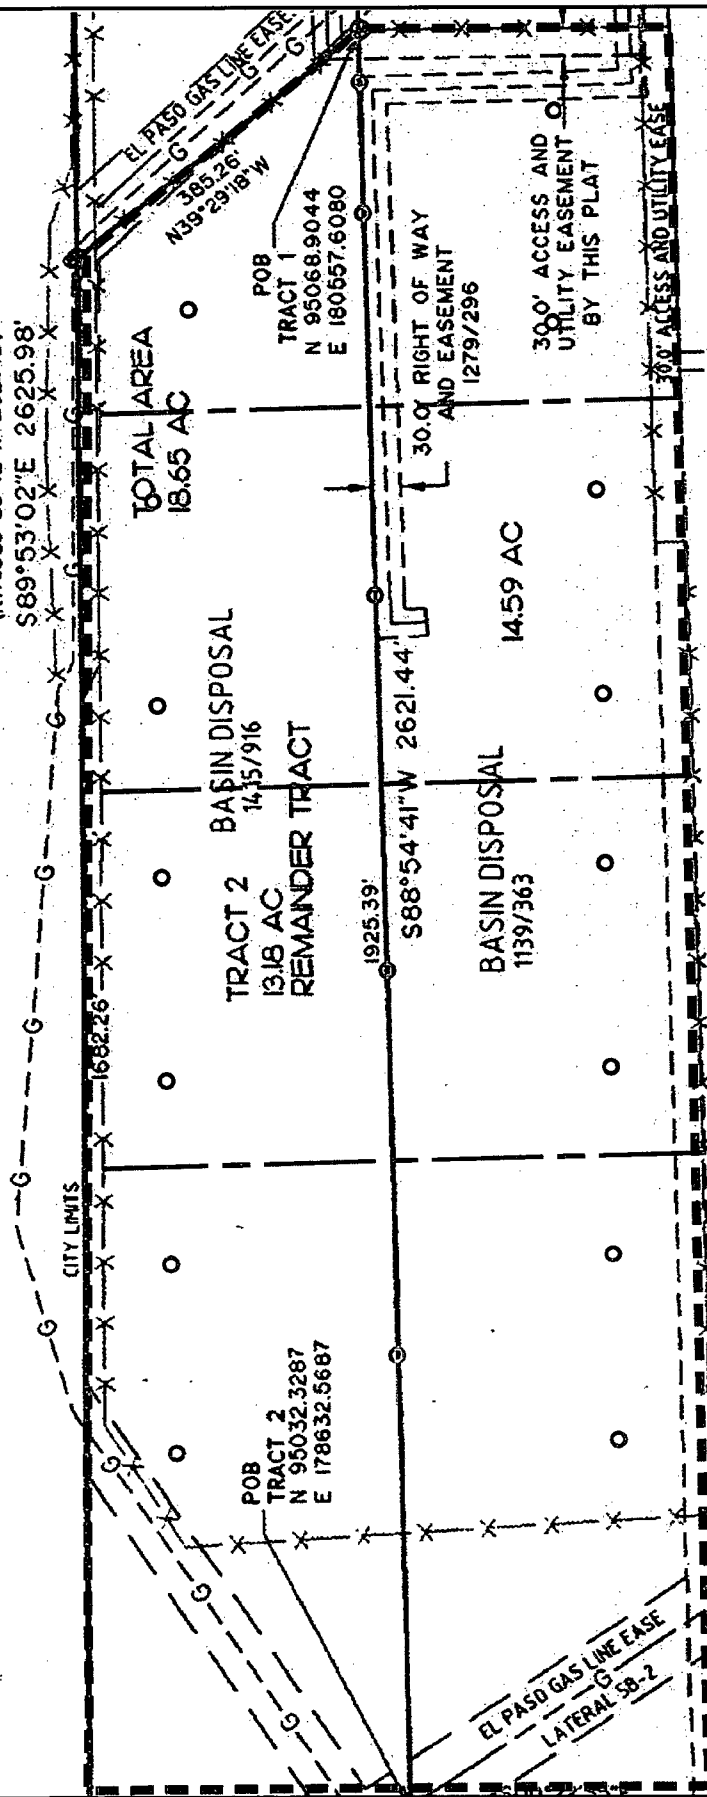 S89°53'02"E 2625.98'
EL PASO GAS LINE EASE.
G
G
G
385.26'
N39°29'18"W
POB
TRACT 1
N 95068.9044
E 180557.6080
30.0' RIGHT OF WAY
AND EASEMENT
1279/296
30.0' ACCESS AND
UTILITY EASEMENT
BY THIS PLAT
30.0' ACCESS AND UTILITY EASE
TOTAL AREA
18.65 AC
G
G
G
G
G
G
G
BASIN DISPOSAL
1415/916
TRACT 2
13.18 AC
REMAINDER TRACT
14.59 AC
1925.39'
S88°54'41"W 2621.44'
BASIN DISPOSAL
1139/363
1682.26'
CITY LIMITS
POB
TRACT 2
N 95032.3287
E 178632.5687
G
G
G
EL PASO GAS LINE EASE
G
LATERAL SB-2